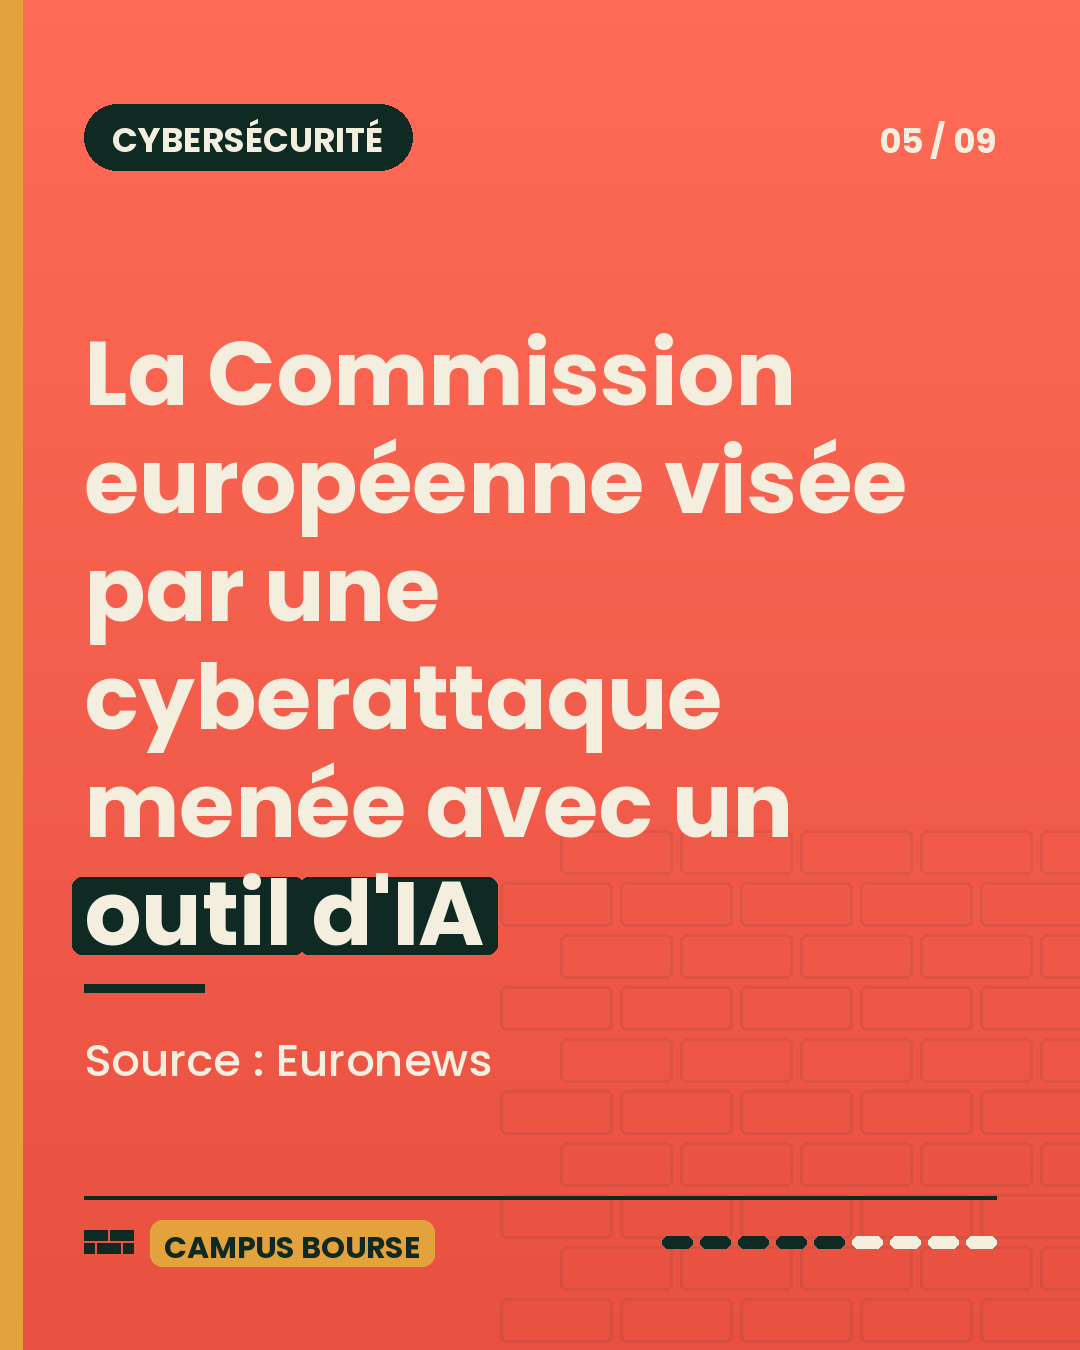 CYBERSÉCURITÉ
05 / 09
La Commission
européenne visée
par une
cyberattaque
menée avec un
outil d'IA
Source : Euronews
CAMPUS BOURSE